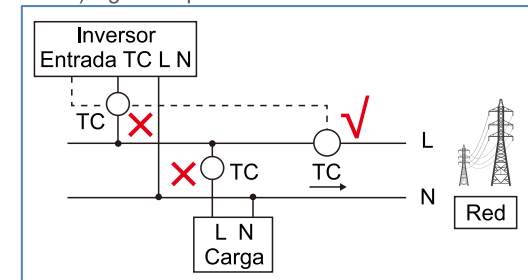 Inversor
Entrada TC L N
TC
TC
TC
L
N
Red
L N
Carga